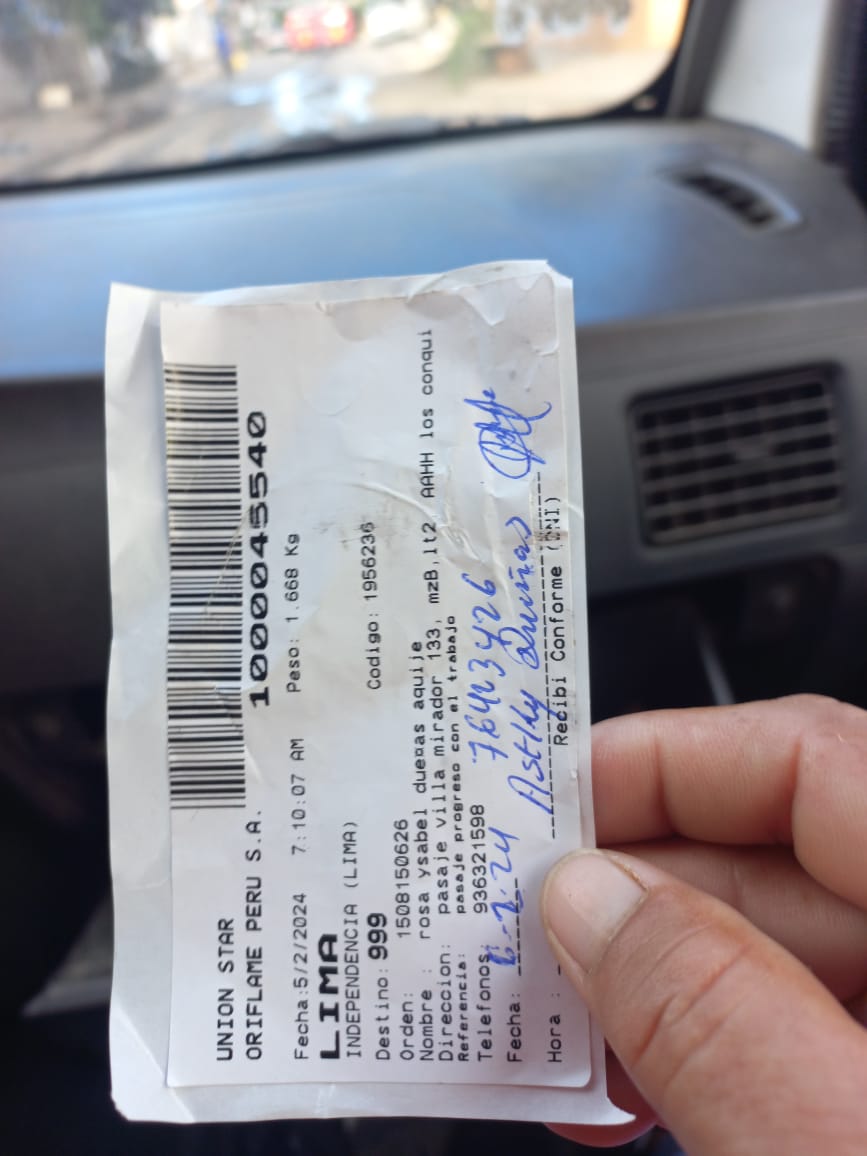 1000045540
UNION STAR
ORIFLAME PERU S.A.
Fecha:5/2/2024 7:10:07 AM Peso: 1.668 Kg
LIMA
INDEPENDENCIA (LIMA)
Destino: 999 Codigo: 1956236
Orden: 1508150626
Nombre : rosa ysabel duenas aquije
Direccion: pasaje villa mirador 133, mzB,lt2 AAHH los conqui
Referencia: pasaje progreso con el trabajo
Telefonos: 936321598 76423426
Fecha: 6-2-24
Hora : Recibi Conforme (DNI)